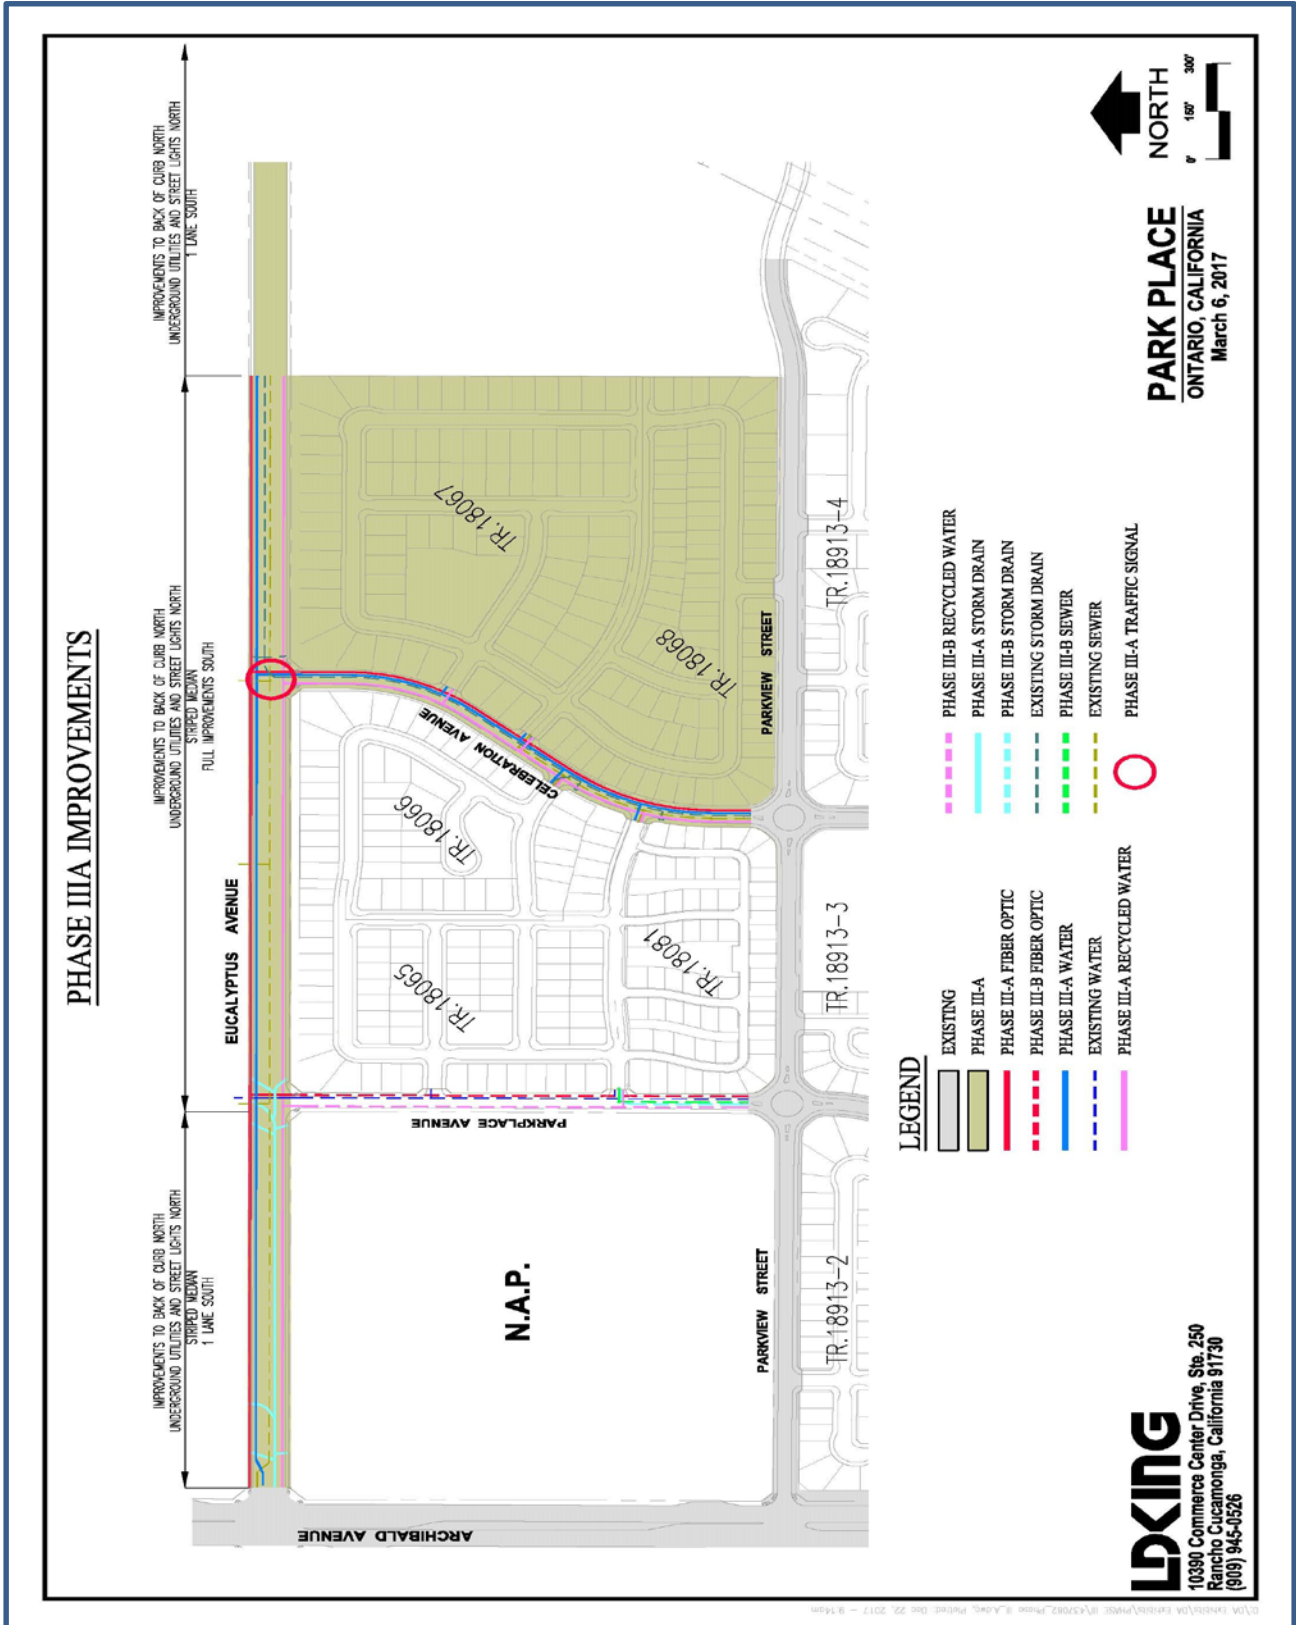 PHASE IIIA IMPROVEMENTS
IMPROVEMENTS TO BACK OF CURB NORTH
UNDERGROUND UTILITIES AND STREET LIGHTS NORTH
STRIPED MEDIAN
1 LANE SOUTH
IMPROVEMENTS TO BACK OF CURB NORTH
UNDERGROUND UTILITIES AND STREET LIGHTS NORTH
STRIPED MEDIAN
FULL IMPROVEMENTS SOUTH
IMPROVEMENTS TO BACK OF CURB NORTH
UNDERGROUND UTILITIES AND STREET LIGHTS NORTH
1 LANE SOUTH
EUCALYPTUS AVENUE
ARCHIBALD AVENUE
N.A.P.
PARKPLACE AVENUE
TR.18065
TR.18066
TR.18081
CELEBRATION AVENUE
TR.18067
TR.18068
PARKVIEW STREET
PARKVIEW STREET
TR.18913-2
TR.18913-3
TR.18913-4
LEGEND
EXISTING
PHASE III-A
PHASE III-A FIBER OPTIC
PHASE III-B FIBER OPTIC
PHASE III-A WATER
EXISTING WATER
PHASE III-A RECYCLED WATER
PHASE III-B RECYCLED WATER
PHASE III-A STORM DRAIN
PHASE III-B STORM DRAIN
EXISTING STORM DRAIN
PHASE III-B SEWER
EXISTING SEWER
PHASE III-A TRAFFIC SIGNAL
LDKING
10390 Commerce Center Drive, Ste. 250
Rancho Cucamonga, California 91730
(909) 945-0526
PARK PLACE
ONTARIO, CALIFORNIA
March 6, 2017
NORTH
0' 150' 300'